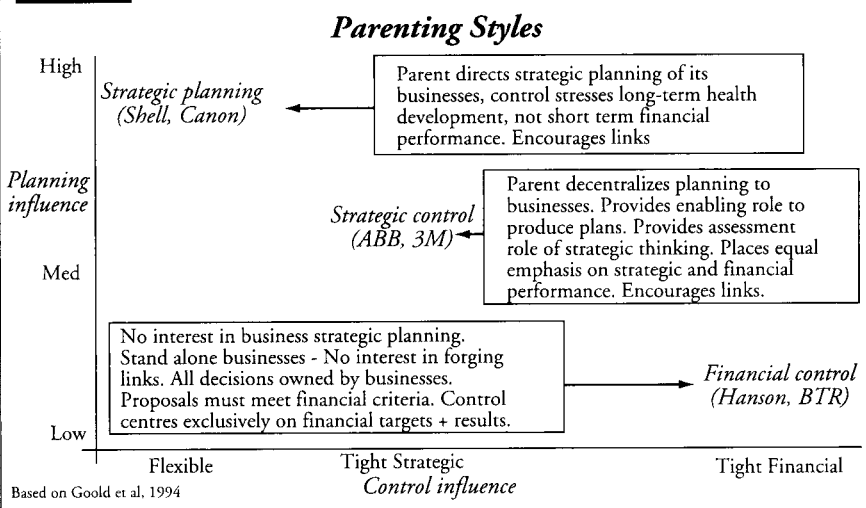 Parenting Styles
High
Strategic planning
(Shell, Canon)
Parent directs strategic planning of its
businesses, control stresses long-term health
development, not short term financial
performance. Encourages links
Planning
influence
Strategic control
(ABB, 3M)
Parent decentralizes planning to
businesses. Provides enabling role to
produce plans. Provides assessment
role of strategic thinking. Places equal
emphasis on strategic and financial
performance. Encourages links.
Med
No interest in business strategic planning.
Stand alone businesses - No interest in forging
links. All decisions owned by businesses.
Proposals must meet financial criteria. Control
centres exclusively on financial targets + results.
Financial control
(Hanson, BTR)
Low
Flexible
Tight Strategic
Tight Financial
Control influence
Based on Goold et al, 1994